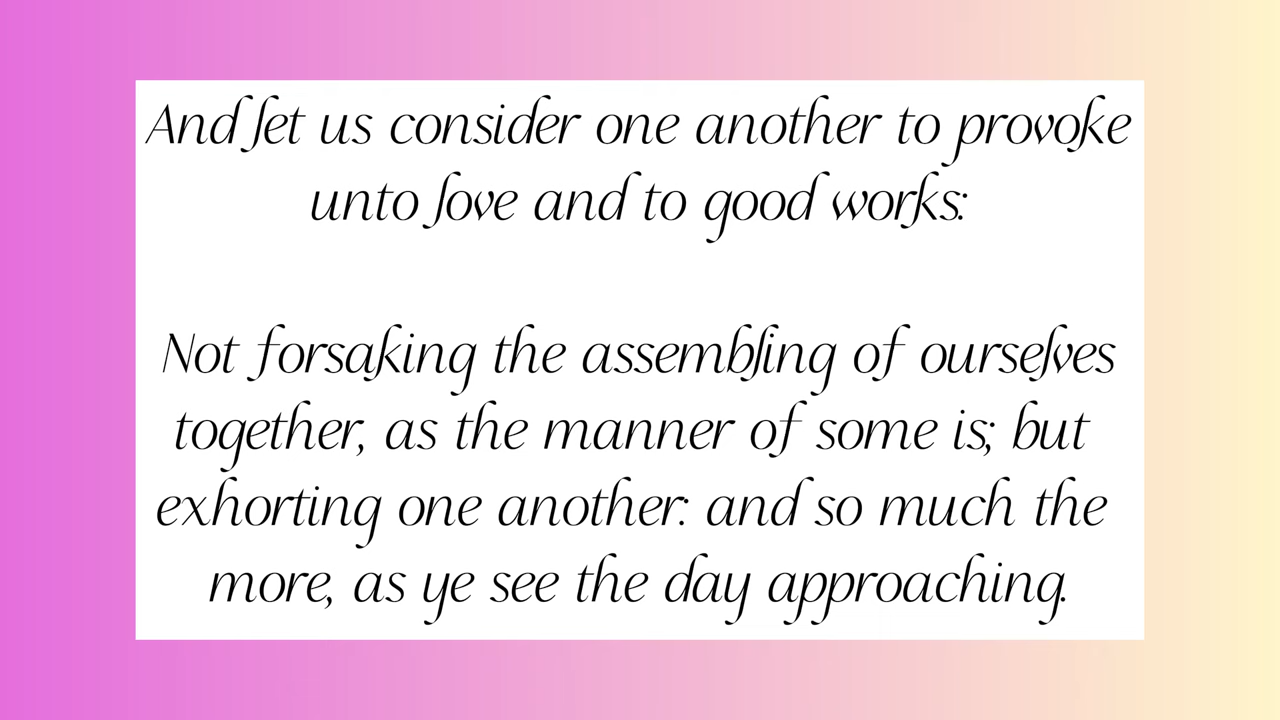 And let us consider one another to provoke
unto love and to good works:
Not forsaking the assembling of ourselves
together, as the manner of some is; but
exhorting one another: and so much the
more, as ye see the day approaching.